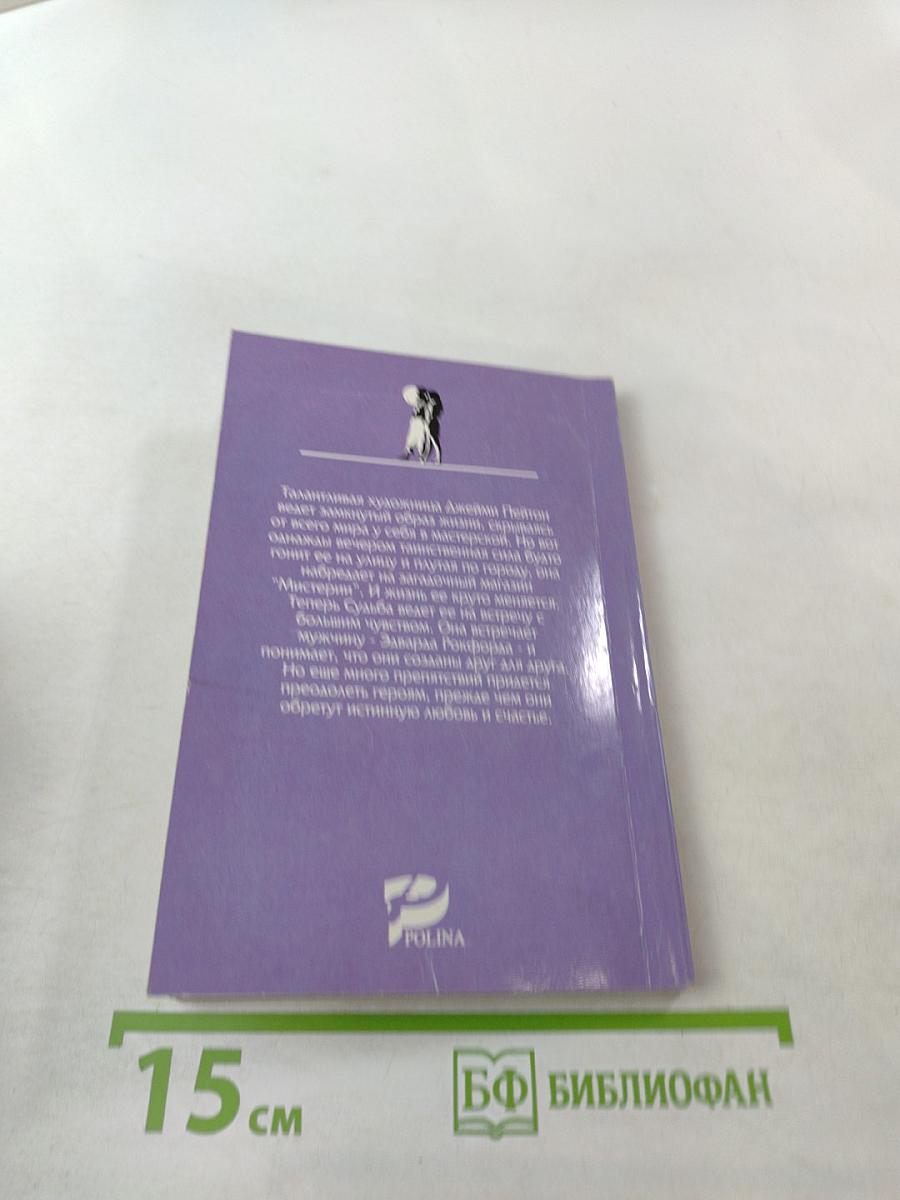 Талантливая художница Джейми Пейтон
ведет замкнутый образ жизни, скрываясь
от всего мира у себя в мастерской. Но вот
однажды вечером таинственная сила будто
гонит ее на улицу и плутая по городу, она
набредает на загадочный магазин
"Мистерия". И жизнь ее круто меняется.
Теперь Судьба ведет ее на встречу с
большим чувством. Она встречает
мужчину - Захария - и
понимает, что они созданы друг для друга.
Но еще много препятствий придется
преодолеть героям, прежде чем они
обретут истинную любовь и счастье.
POLINA
15 см
БФ БИБЛИОФАН